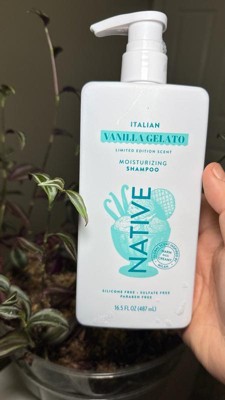 ITALIAN
VANILLA GELATO
LIMITED EDITION SCENT
MOISTURIZING
SHAMPOO
NATIVE
SILICONE FREE • SULFATE FREE
PARABEN FREE
16.5 FL OZ (487 mL)